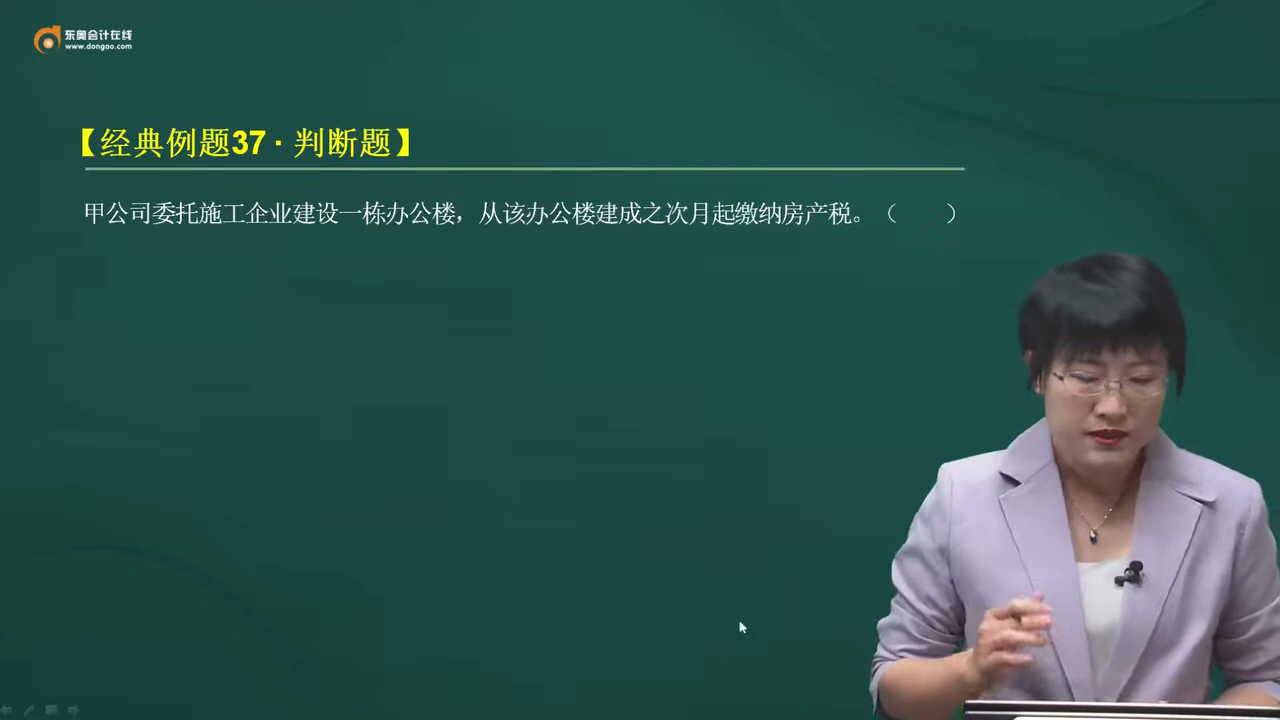 东奥会计在线
www.dongao.com
【经典例题37·判断题】
甲公司委托施工企业建设一栋办公楼，从该办公楼建成之次月起缴纳房产税。（　　）